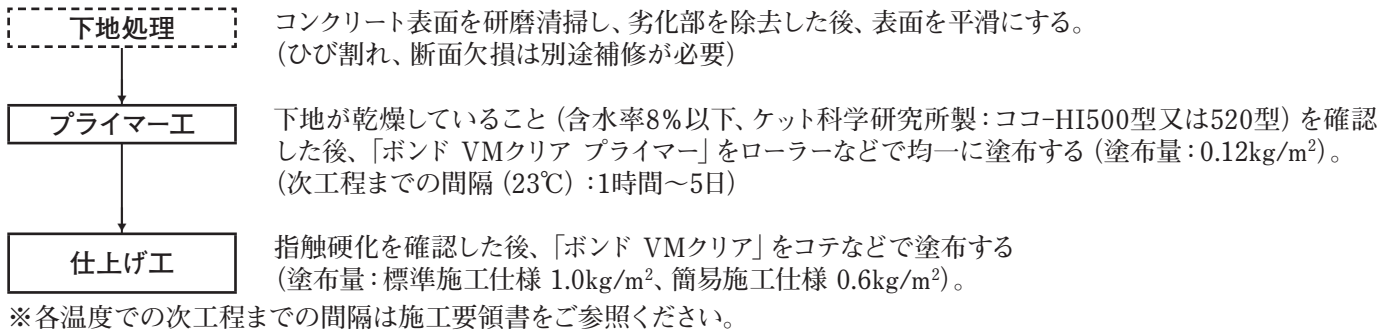 下地処理
コンクリート表面を研磨清掃し、劣化部を除去した後、表面を平滑にする。
(ひび割れ、断面欠損は別途補修が必要)
プライマー工
下地が乾燥していること(含水率8%以下、ケット科学研究所製:ココ-HI500型又は520型)を確認
した後、「ボンド VMクリア プライマー」をローラーなどで均一に塗布する(塗布量:0.12kg/m²)。
(次工程までの間隔(23℃):1時間〜5日)
仕上げ工
指触硬化を確認した後、「ボンド VMクリア」をコテなどで塗布する
(塗布量:標準施工仕様 1.0kg/m²、簡易施工仕様 0.6kg/m²)。
※各温度での次工程までの間隔は施工要領書をご参照ください。